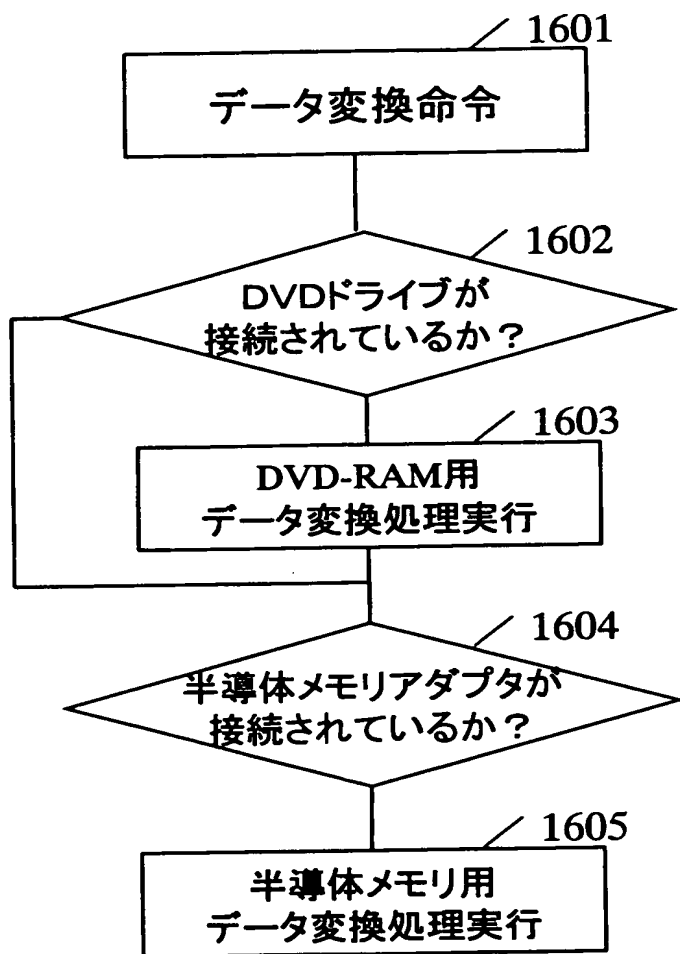 1601
データ変換命令
1602
DVDドライブが
接続されているか？
1603
DVD-RAM用
データ変換処理実行
1604
半導体メモリアダプタが
接続されているか？
1605
半導体メモリ用
データ変換処理実行